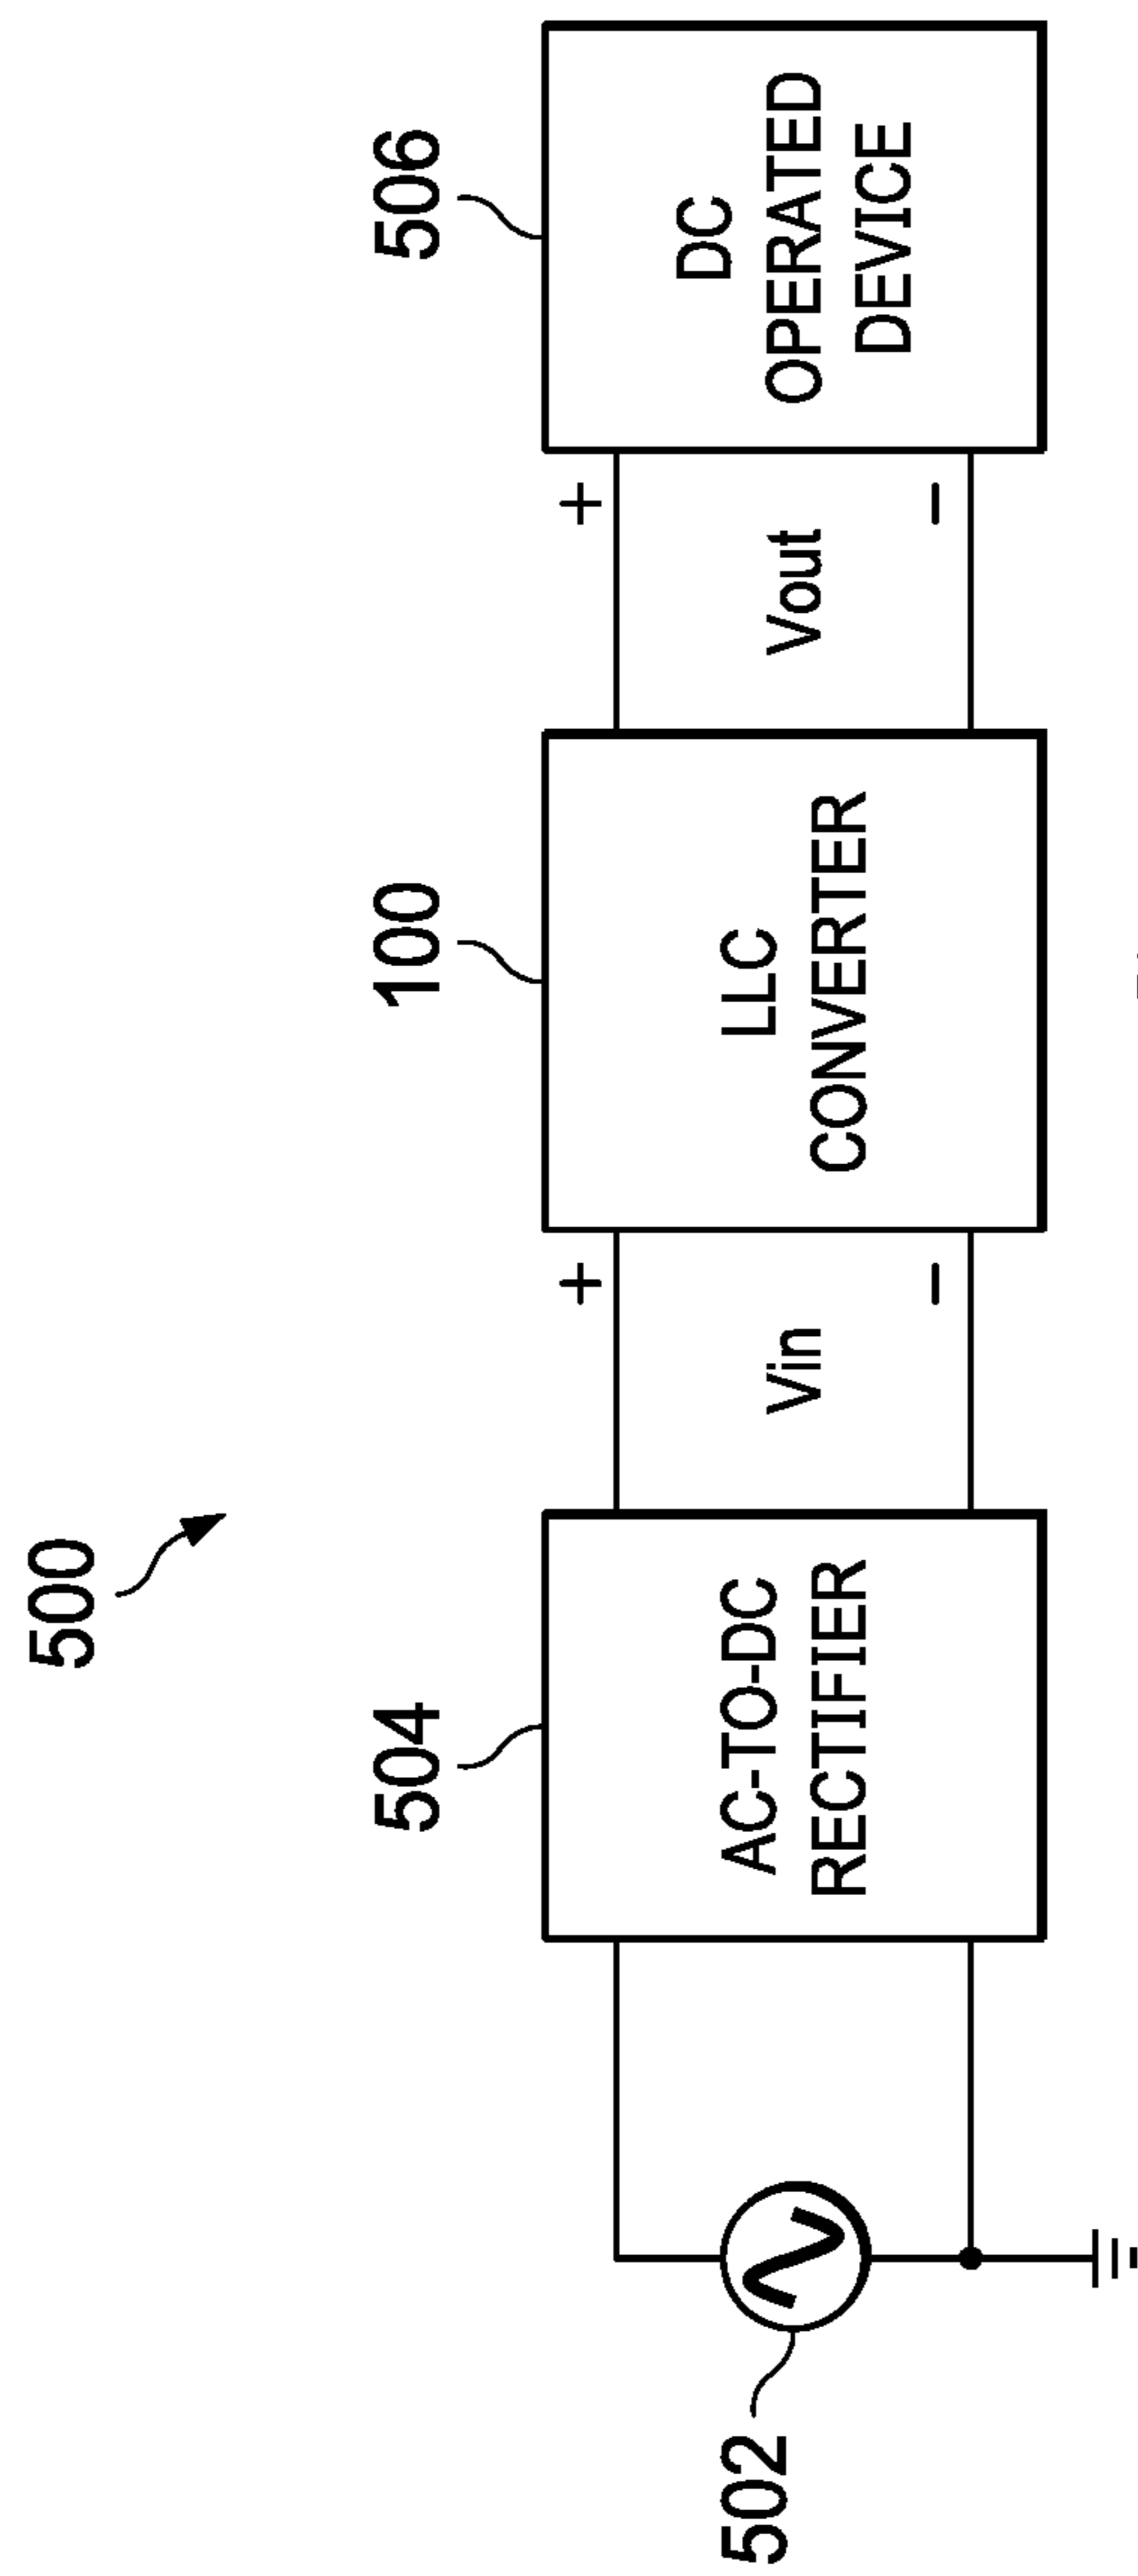 500
502
504
AC-TO-DC
RECTIFIER
+
Vin
−
100
LLC
CONVERTER
+
Vout
−
506
DC
OPERATED
DEVICE